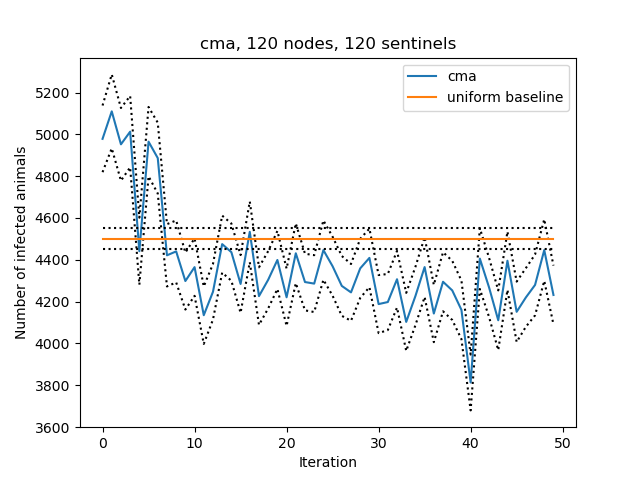 cma, 120 nodes, 120 sentinels
cma
uniform baseline
5200
5000
4800
4600
4400
4200
4000
3800
3600
Number of infected animals
0 10 20 30 40 50
Iteration